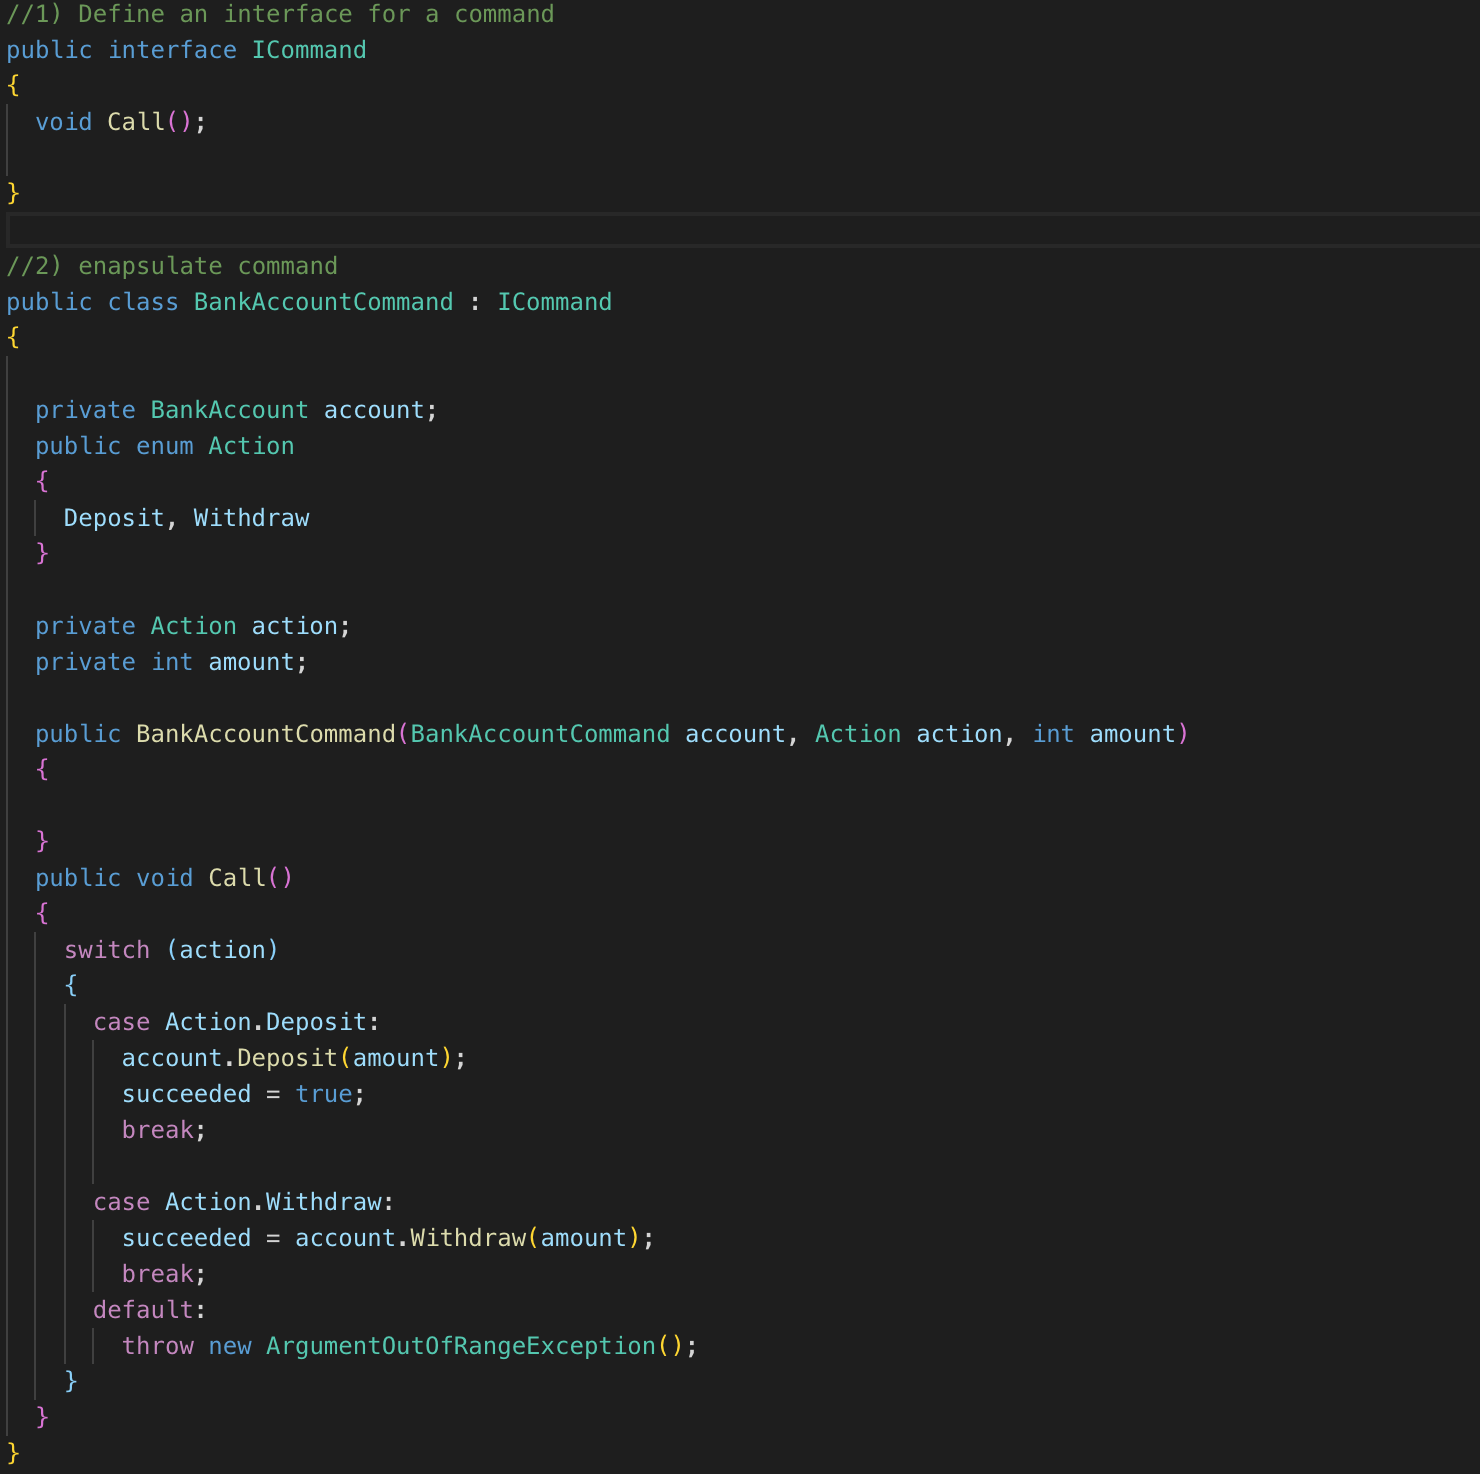 //1) Define an interface for a command
public interface ICommand
{
  void Call();

}

//2) enapsulate command
public class BankAccountCommand : ICommand
{

  private BankAccount account;
  public enum Action
  {
    Deposit, Withdraw
  }

  private Action action;
  private int amount;

  public BankAccountCommand(BankAccountCommand account, Action action, int amount)
  {

  }
  public void Call()
  {
    switch (action)
    {
      case Action.Deposit:
        account.Deposit(amount);
        succeeded = true;
        break;

      case Action.Withdraw:
        succeeded = account.Withdraw(amount);
        break;
      default:
        throw new ArgumentOutOfRangeException();
    }
  }
}